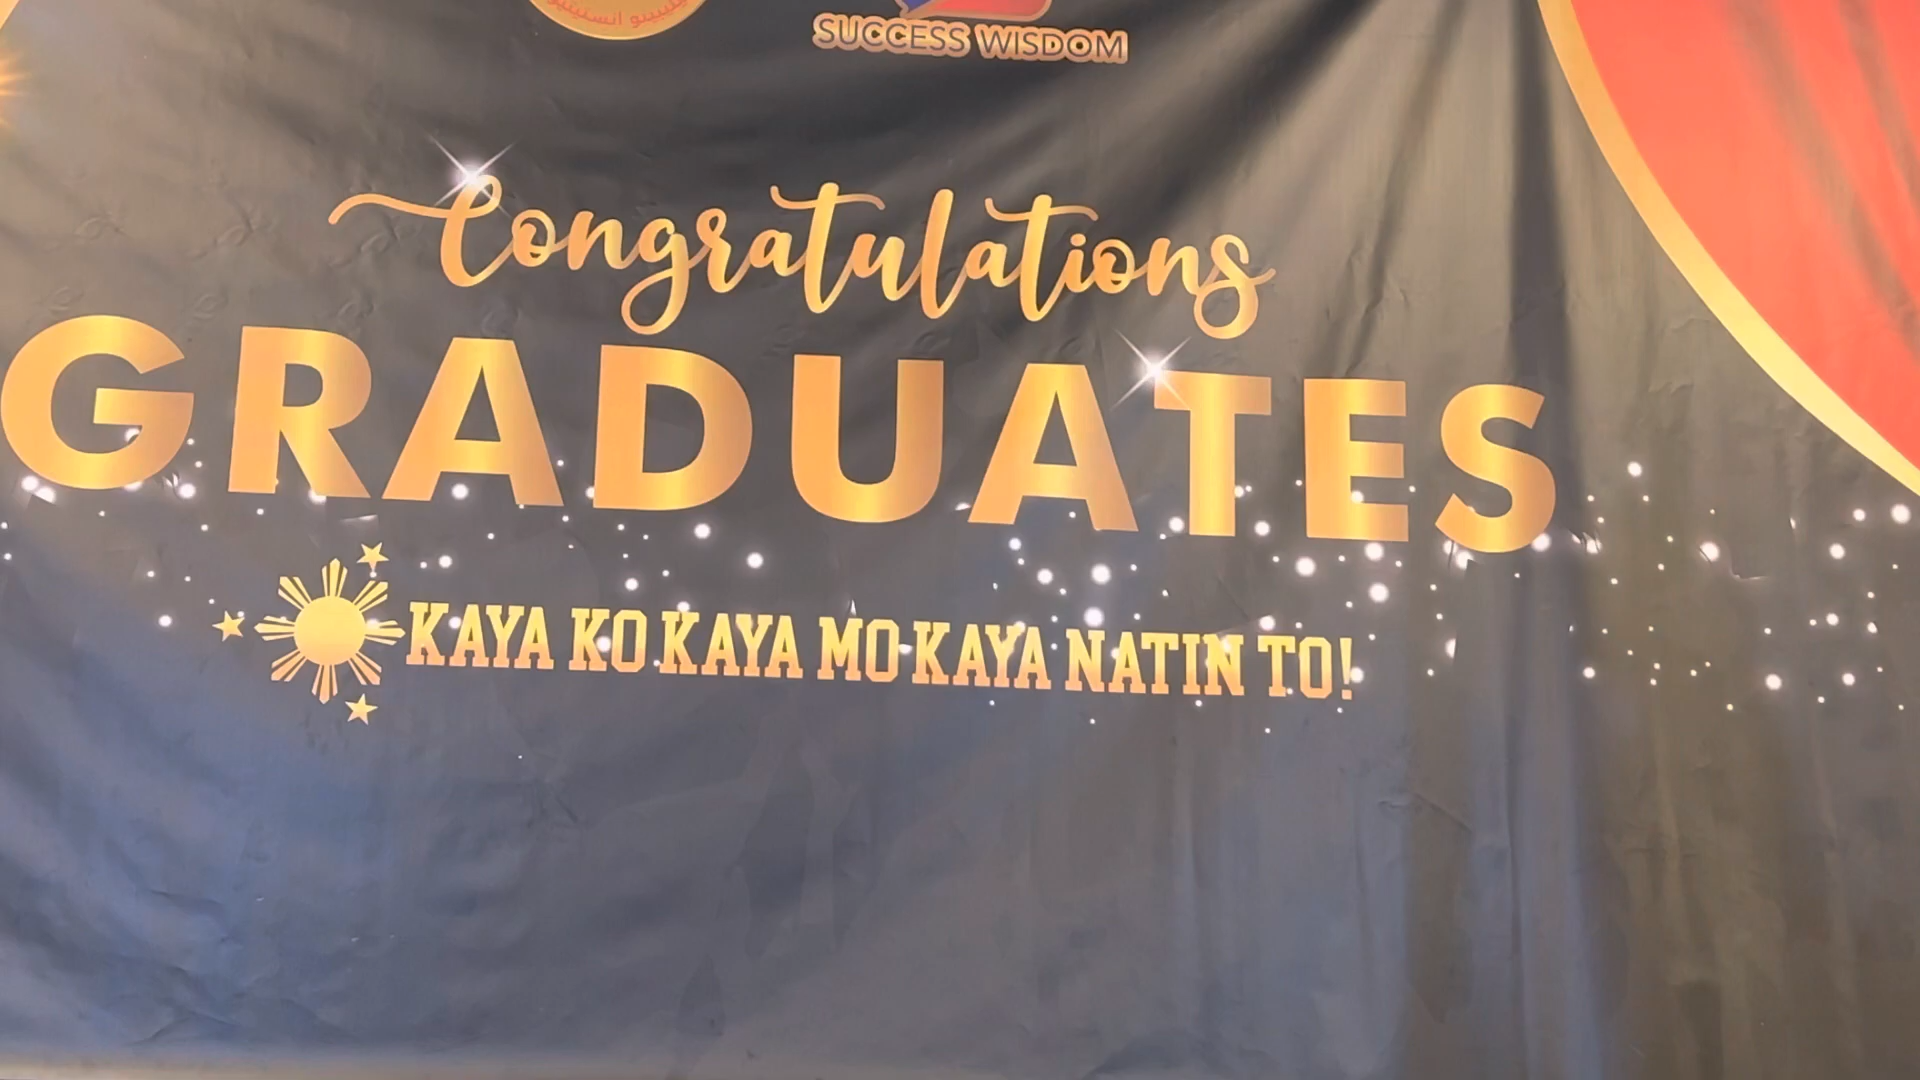 SUCCESS WISDOM
Congratulations
GRADUATES
KAYA KO KAYA MO KAYA NATIN TO!